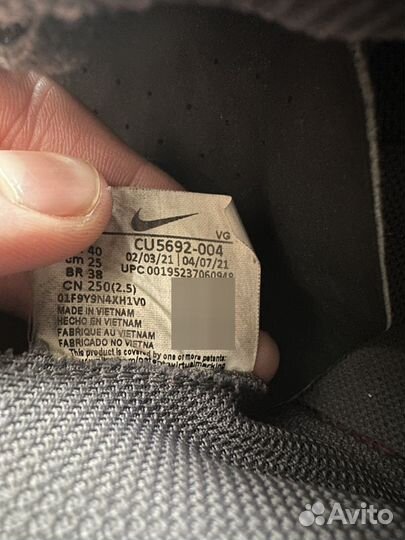 VG
40 CU5692-004
cm 25 02/03/21 | 04/07/21
BR 38 UPC 00195237060948
CN 250(2.5)
01F9Y9N4XH1V0
MADE IN VIETNAM
HECHO EN VIETNAM
FABRIQUE AU VIETNAM
FABRICADO NO VIETNA
This product is covered by one or more patents:
Avito